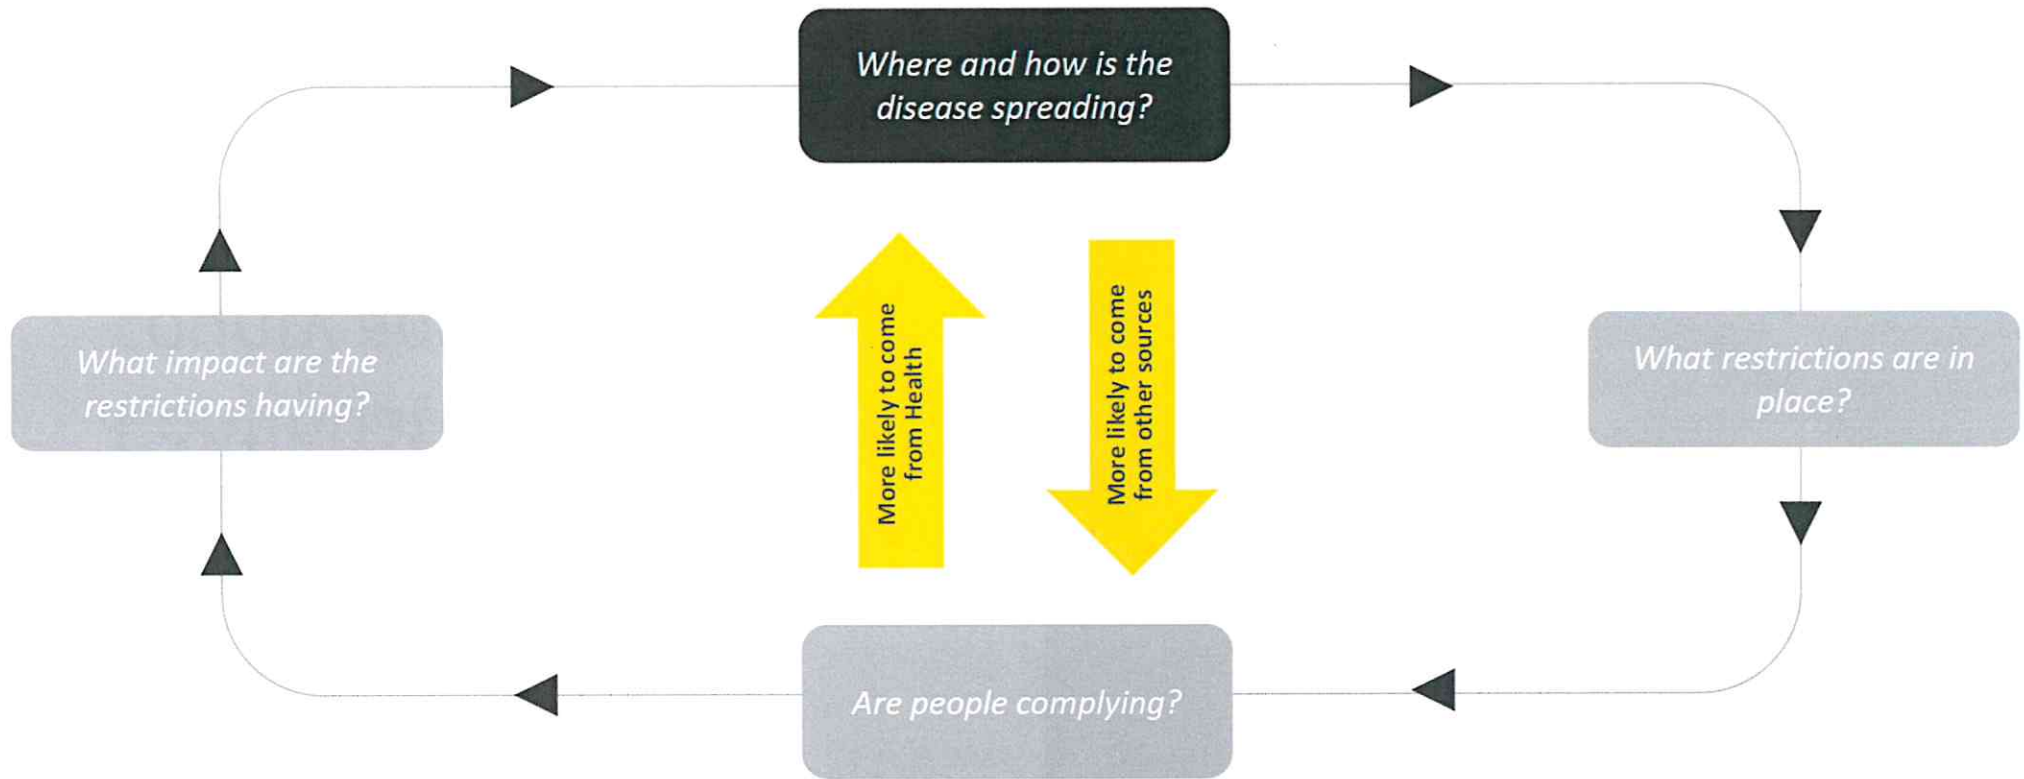 Where and how is the
disease spreading?
What impact are the
restrictions having?
More likely to come
from Health
More likely to come
from other sources
What restrictions are in
place?
Are people complying?